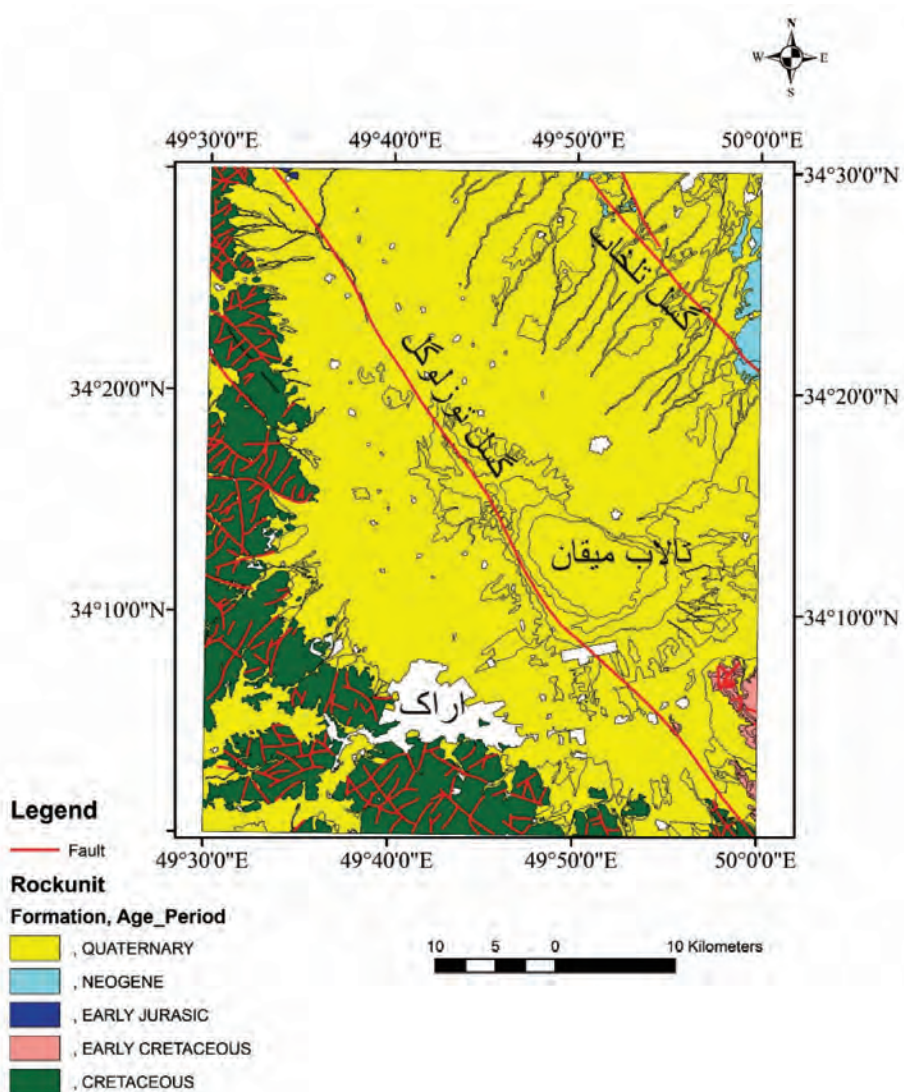 N
W E
S
49°30'0"E 49°40'0"E 49°50'0"E 50°0'0"E
34°30'0"N
گسل تلخاب
گسل توزلوگل
34°20'0"N 34°20'0"N
تالاب میقان
34°10'0"N 34°10'0"N
اراک
49°30'0"E 49°40'0"E 49°50'0"E 50°0'0"E
Legend
Fault
Rockunit
Formation, Age_Period
, QUATERNARY
, NEOGENE
, EARLY JURASIC
, EARLY CRETACEOUS
, CRETACEOUS
10 5 0 10 Kilometers